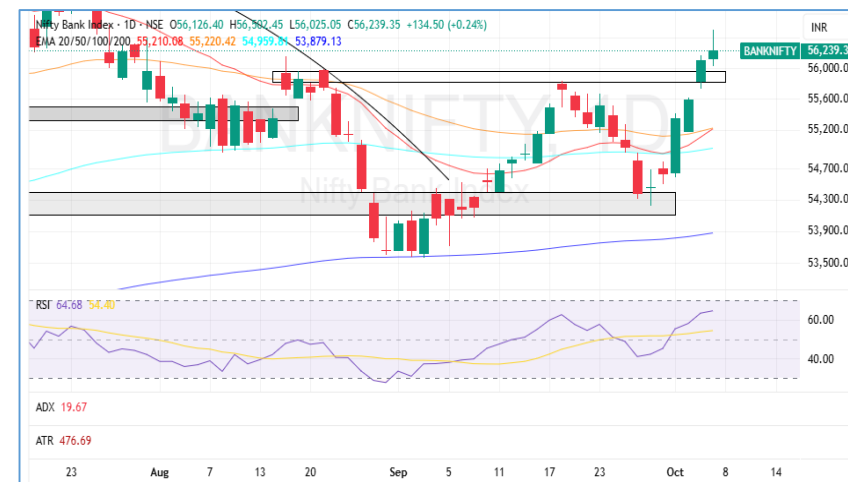 Nifty Bank Index · 1D · NSE O56,126.40 H56,502.45 L56,025.05 C56,239.35 +134.50 (+0.24%)
INR
EMA 20/50/100/200 55,210.08 55,220.42 54,959.81 53,879.13
BANKNIFTY 56,239.3
56,000.0
55,600.0
BANKNIFTY, 1D
55,200.0
54,700.0
Nifty Bank Index
54,300.0
53,900.0
53,500.0
RSI 64.68 54.40
60.00
40.00
ADX 19.67
ATR 476.69
23 Aug 7 13 20 Sep 5 11 17 23 Oct 8 14